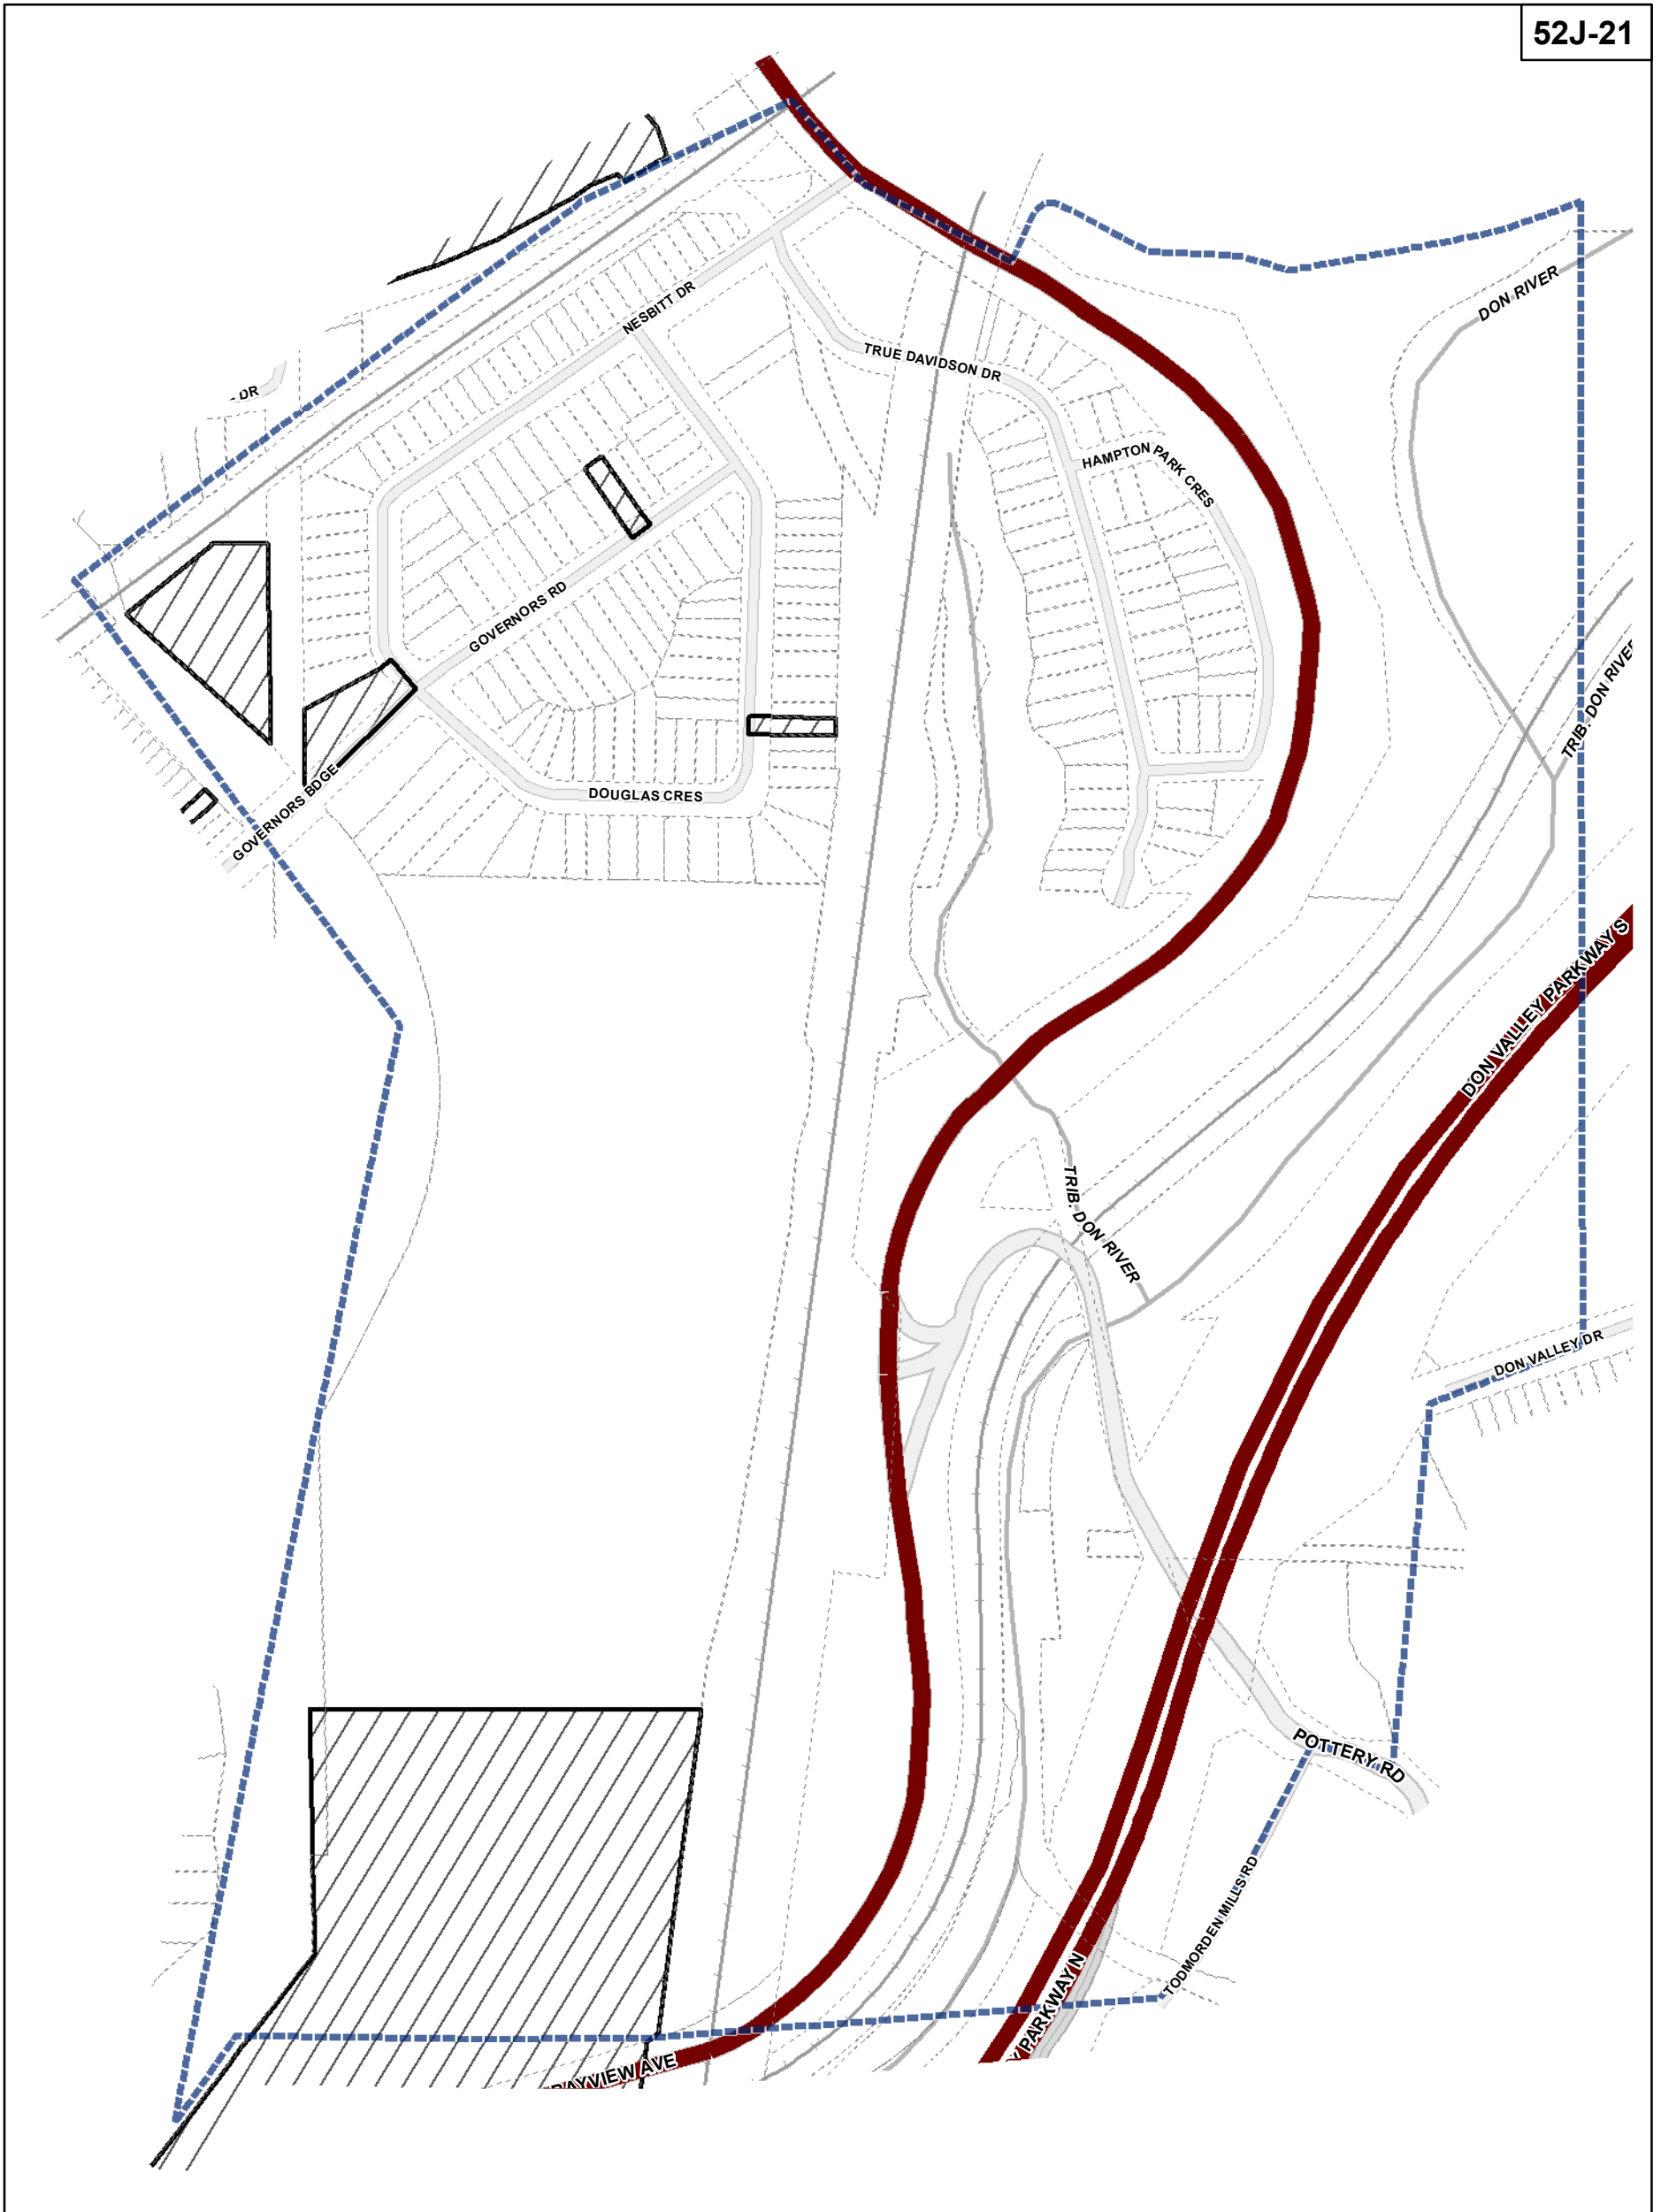 52J-21
DON RIVER
NESBITT DR
TRUE DAVIDSON DR
DR
HAMPTON PARK CRES
GOVERNORS RD
TRIB. DON RIVER
GOVERNORS BDGE
DOUGLAS CRES
DON VALLEY PARKWAY S
TRIB. DON RIVER
DON VALLEY DR
POTTERY RD
TODMORDEN MILLS RD
Y PARKWAY N
BAYVIEW AVE